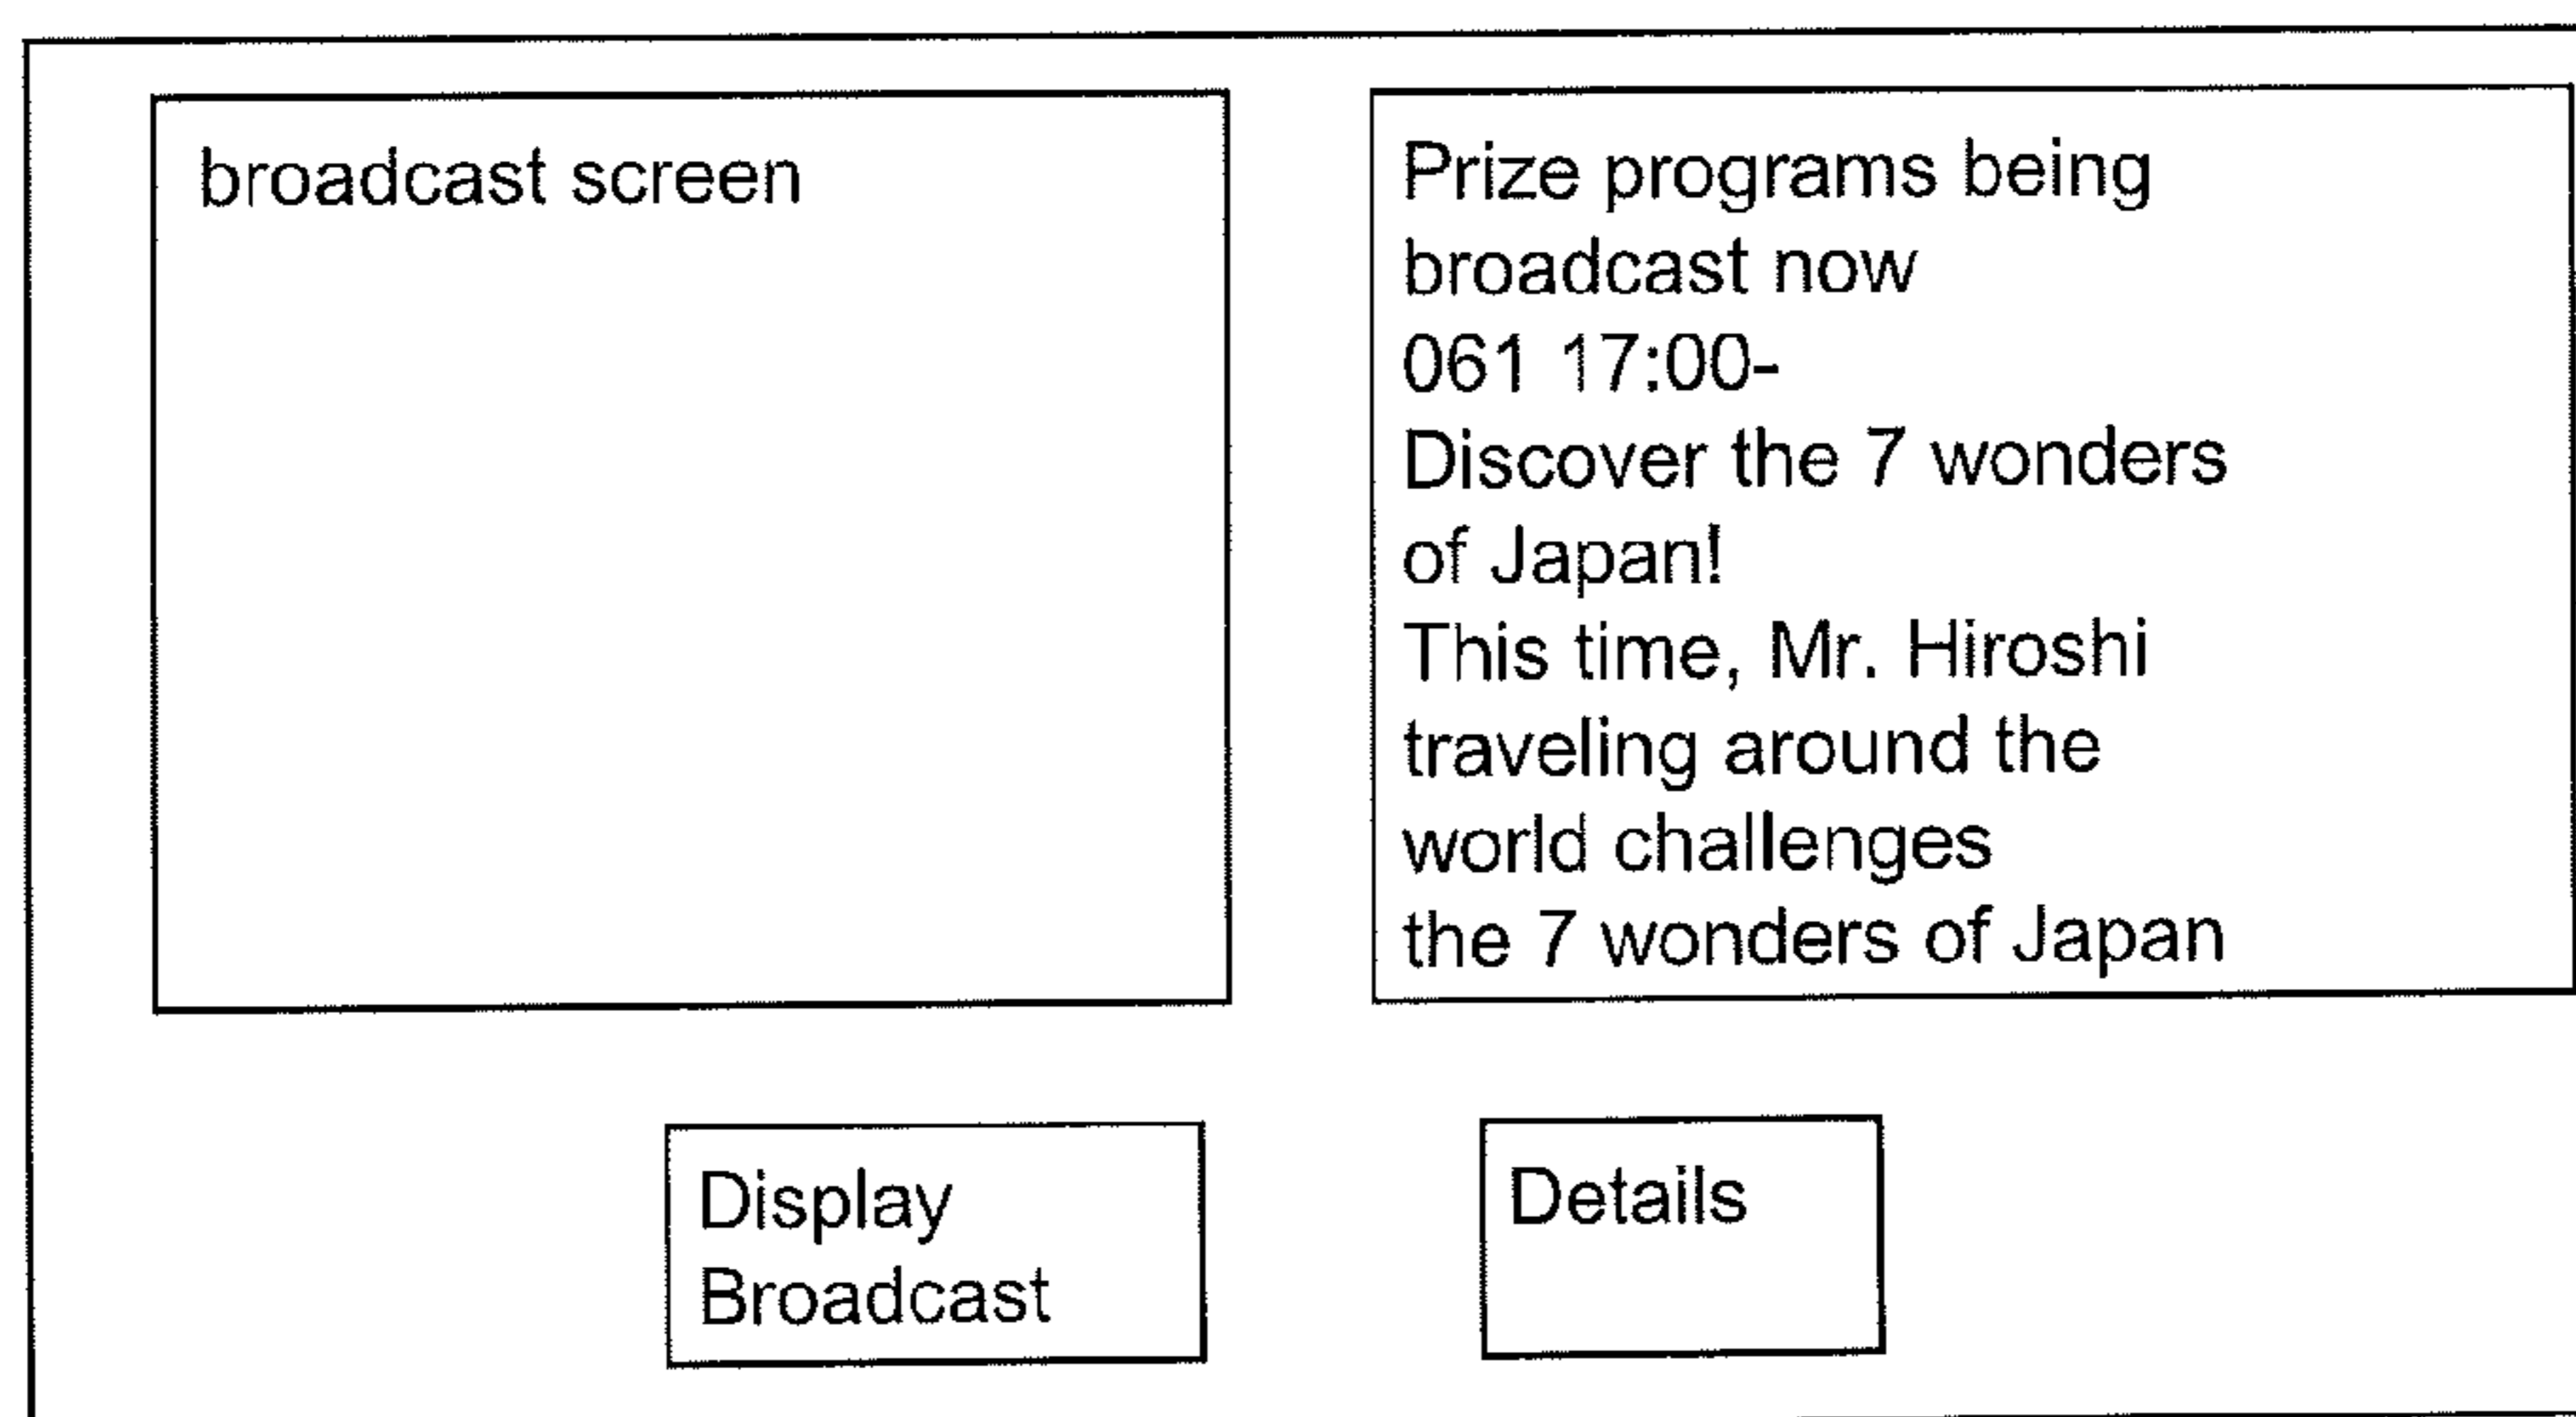 broadcast screen
Prize programs being
broadcast now
061 17:00-
Discover the 7 wonders
of Japan!
This time, Mr. Hiroshi
traveling around the
world challenges
the 7 wonders of Japan
Display
Broadcast
Details